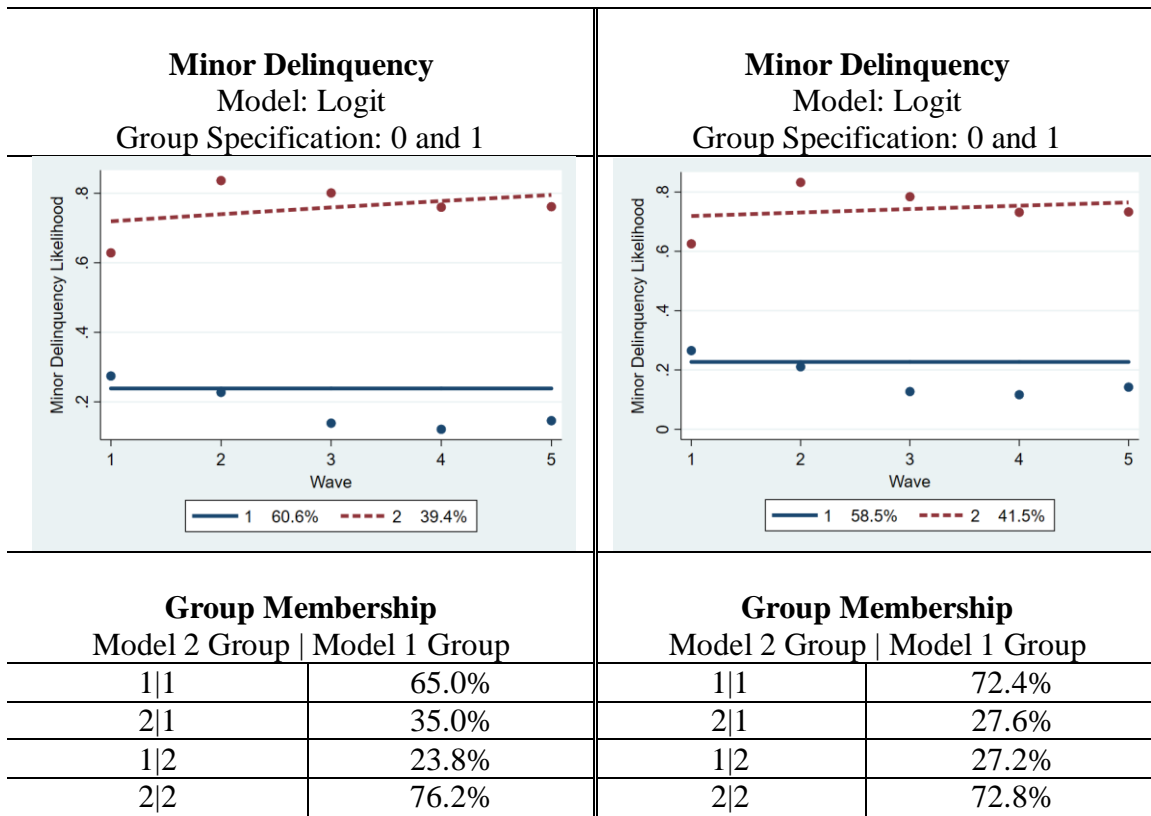 Minor Delinquency
Model: Logit
Group Specification: 0 and 1
Minor Delinquency Likelihood
.8
.6
.4
.2
1 2 3 4 5
Wave
1 60.6% 2 39.4%
Group Membership
Model 2 Group | Model 1 Group
1|1 65.0%
2|1 35.0%
1|2 23.8%
2|2 76.2%
Minor Delinquency
Model: Logit
Group Specification: 0 and 1
Minor Delinquency Likelihood
.8
.6
.4
.2
0
1 2 3 4 5
Wave
1 58.5% 2 41.5%
Group Membership
Model 2 Group | Model 1 Group
1|1 72.4%
2|1 27.6%
1|2 27.2%
2|2 72.8%